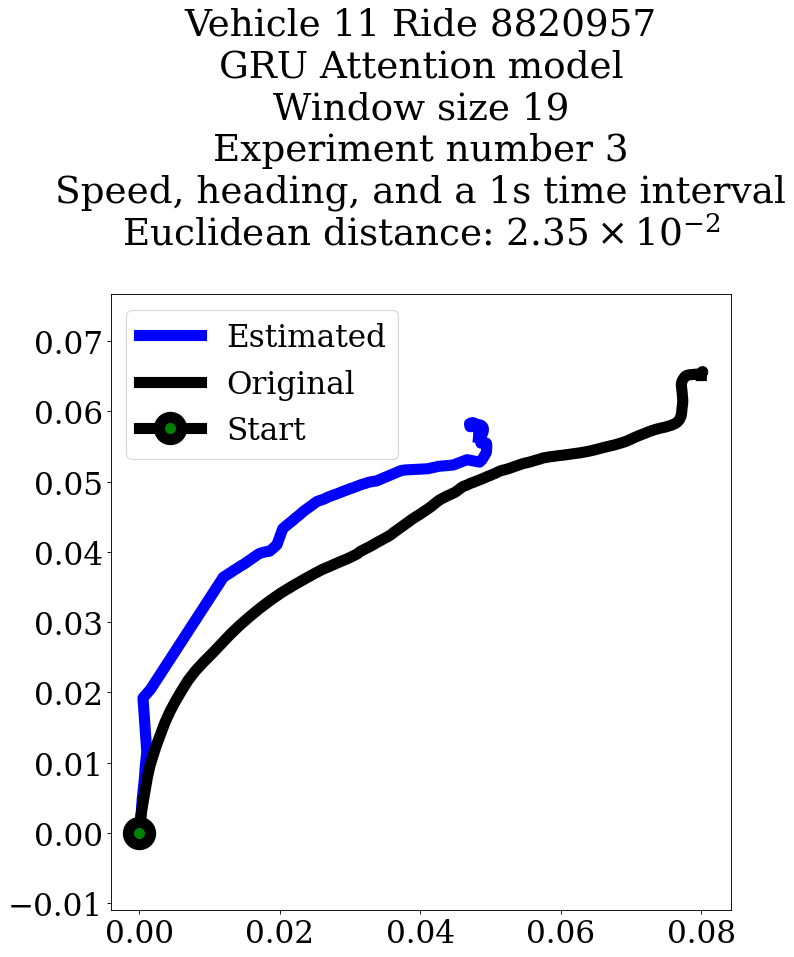 Vehicle 11 Ride 8820957
GRU Attention model
Window size 19
Experiment number 3
Speed, heading, and a 1s time interval
Euclidean distance: 2.35 × 10⁻²
Estimated
Original
Start
0.07
0.06
0.05
0.04
0.03
0.02
0.01
0.00
−0.01
0.00 0.02 0.04 0.06 0.08